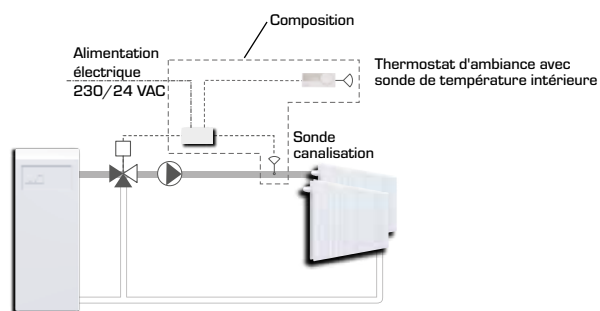 Composition
Alimentation
électrique
230/24 VAC
Thermostat d'ambiance avec
sonde de température intérieure
Sonde
canalisation